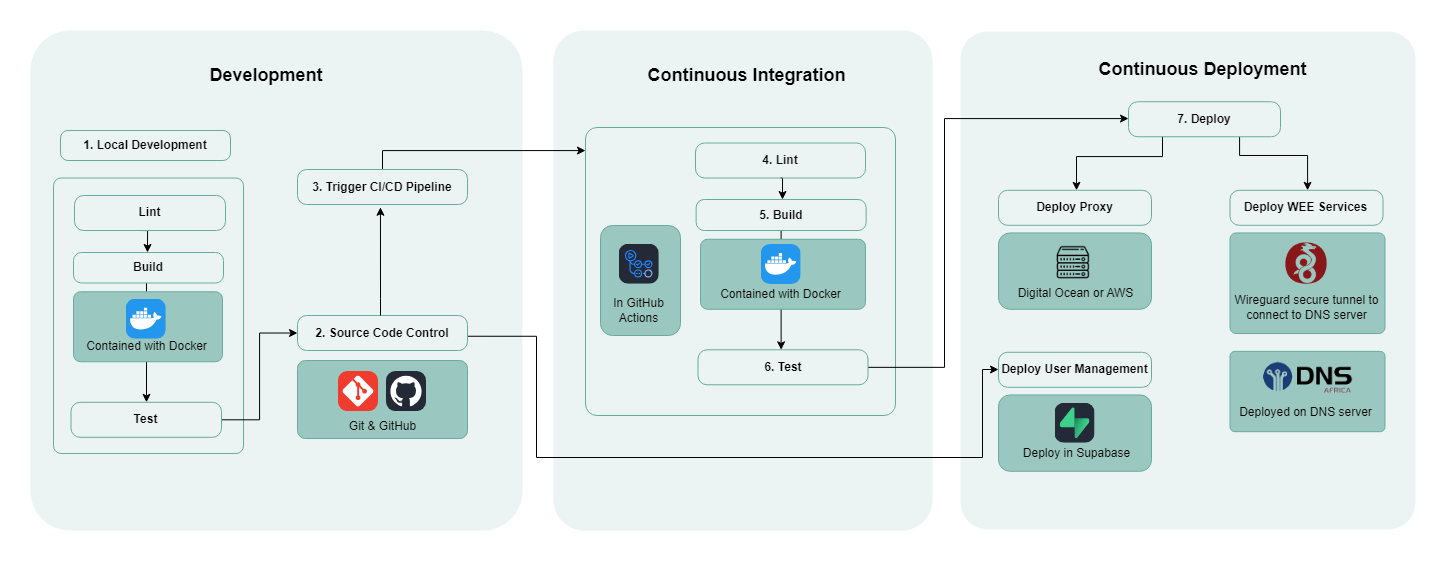 Development
1. Local Development
Lint
Build
Contained with Docker
Test
3. Trigger CI/CD Pipeline
2. Source Code Control
Git & GitHub
Continuous Integration
4. Lint
5. Build
Contained with Docker
In GitHub
Actions
6. Test
Continuous Deployment
7. Deploy
Deploy Proxy
Digital Ocean or AWS
Deploy WEE Services
Wireguard secure tunnel to
connect to DNS server
Deploy User Management
Deploy in Supabase
DNS
AFRICA
Deployed on DNS server